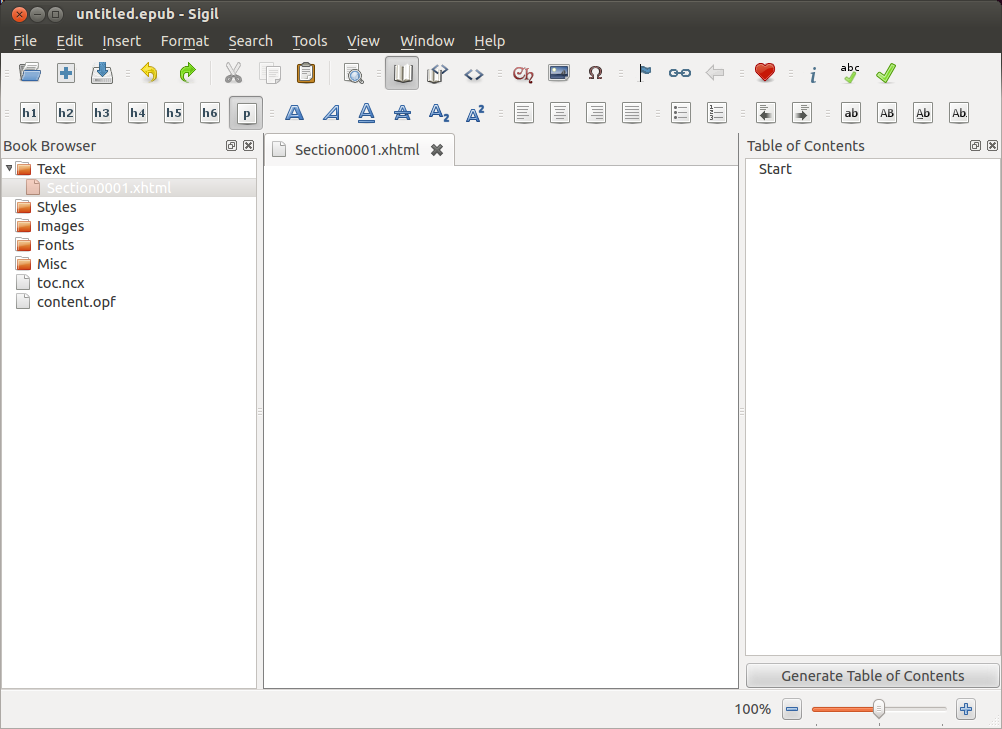 untitled.epub - Sigil
File Edit Insert Format Search Tools View Window Help
Ω i abc
h1 h2 h3 h4 h5 h6 p A A A A A2 A2 ab AB Ab Ab
Book Browser
Text
Section0001.xhtml
Styles
Images
Fonts
Misc
toc.ncx
content.opf
Section0001.xhtml
Table of Contents
Start
Generate Table of Contents
100%